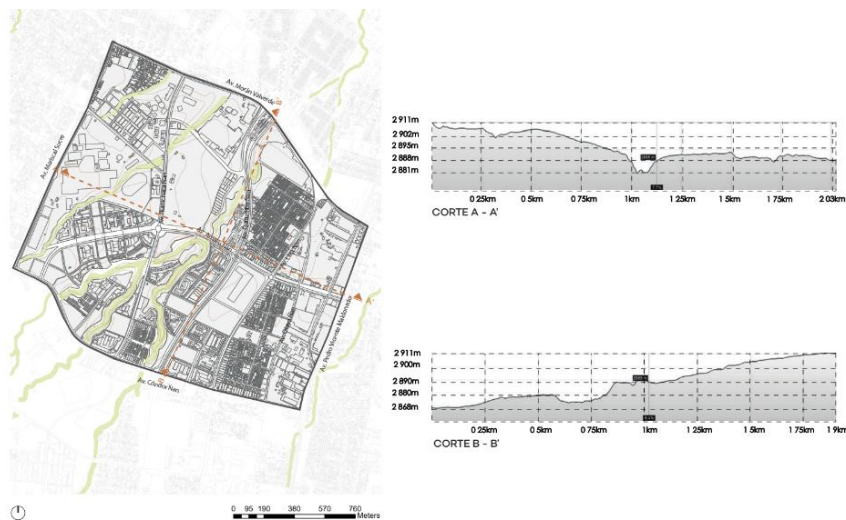 Av. Morán Valverde
Av. Mariscal Sucre
Av. Cóndor Ñan
Av. Pedro Vicente Maldonado
0 95 190 380 570 760
Meters
2 911m
2 902m
2 895m
2 888m
2 881m
0 25km 0 5km 0 75km 1km 1 25km 1 5km 1 75km 2 03km
CORTE A - A'
2 911m
2 900m
2 890m
2 880m
2 868m
0 25km 0 5km 0 75km 1km 1 25km 1 5km 1 75km 1 9km
CORTE B - B'